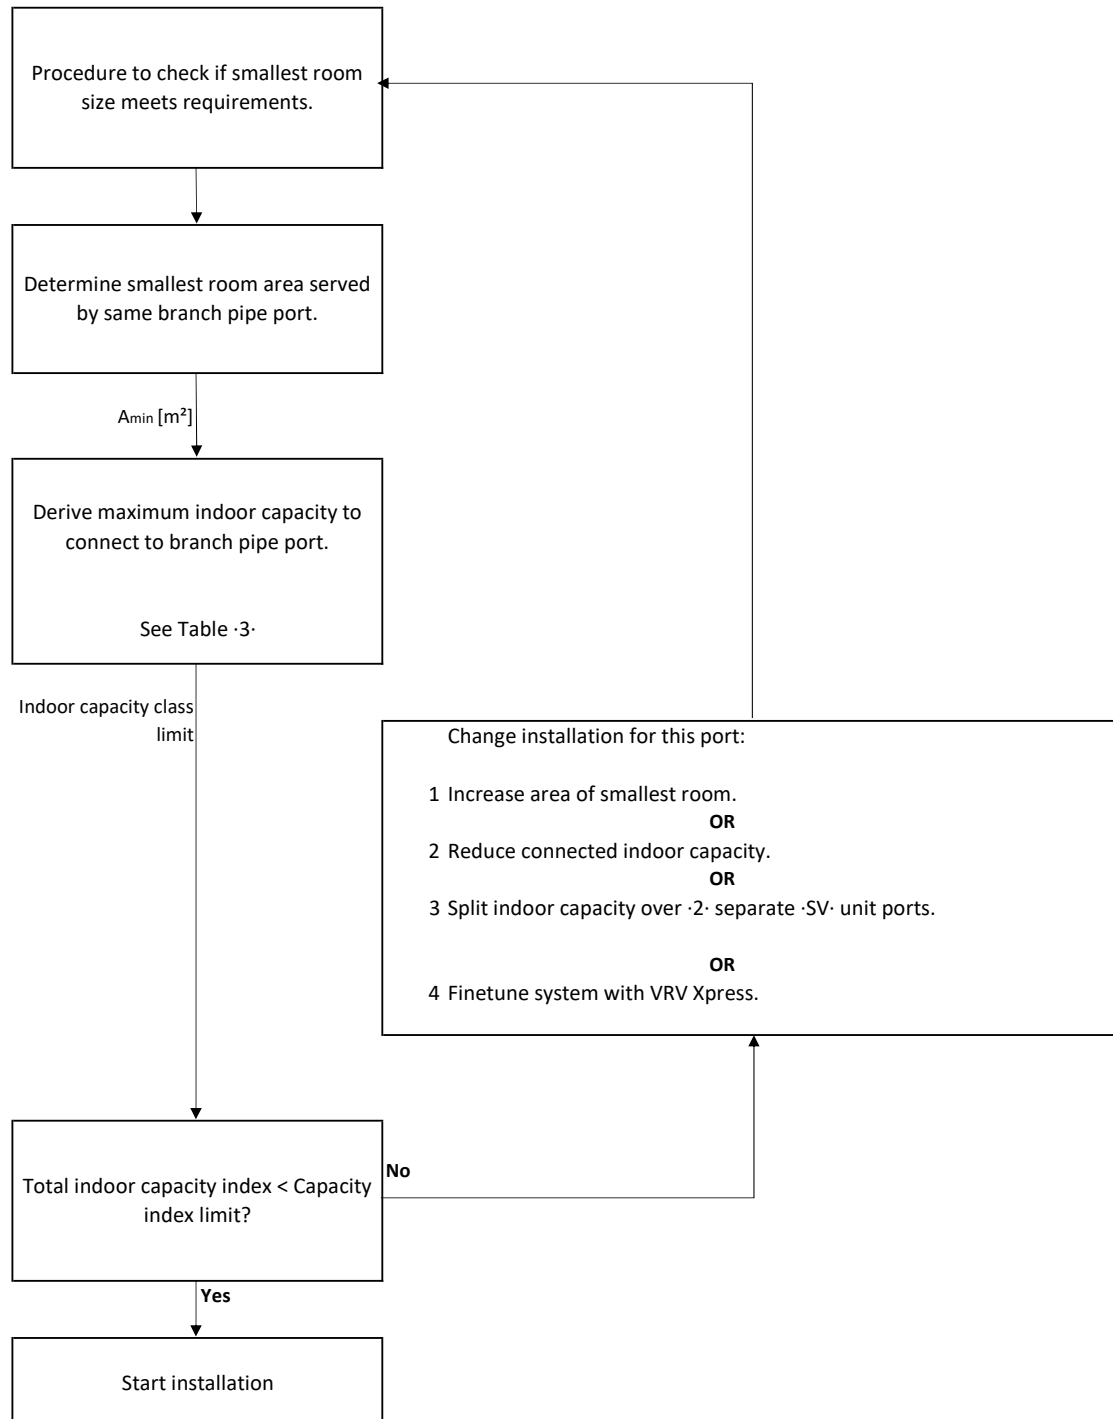 Procedure to check if smallest room
size meets requirements.
Determine smallest room area served
by same branch pipe port.
Amin [m²]
Derive maximum indoor capacity to
connect to branch pipe port.
See Table ·3·
Indoor capacity class
limit
Change installation for this port:
1 Increase area of smallest room.
OR
2 Reduce connected indoor capacity.
OR
3 Split indoor capacity over ·2· separate ·SV· unit ports.
OR
4 Finetune system with VRV Xpress.
Total indoor capacity index < Capacity
index limit?
No
Yes
Start installation